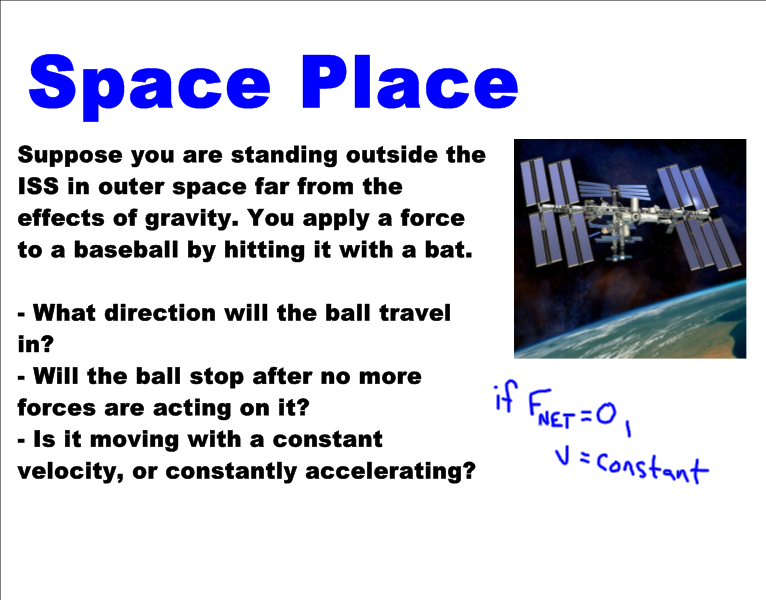 Space Place
Suppose you are standing outside the
ISS in outer space far from the
effects of gravity. You apply a force
to a baseball by hitting it with a bat.
- What direction will the ball travel
in?
- Will the ball stop after no more
forces are acting on it?
- Is it moving with a constant
velocity, or constantly accelerating?
if FNET = 0,
v = constant